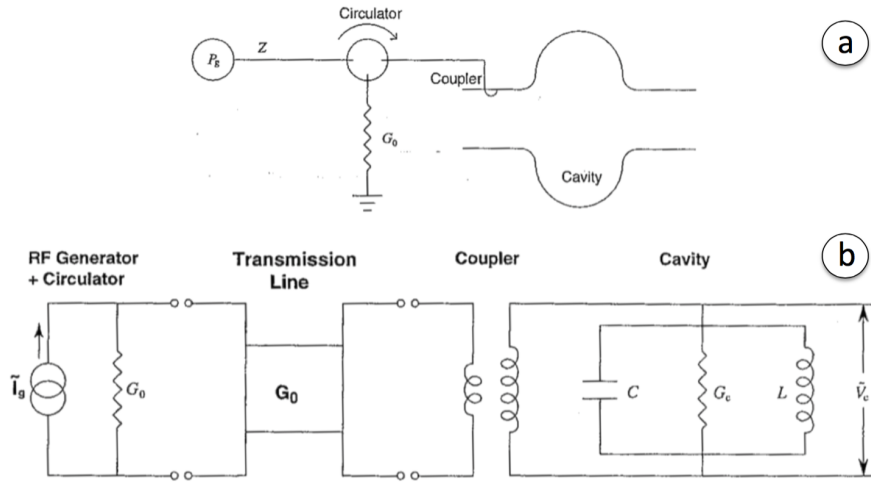 Circulator
a
P_g
Z
Coupler
G_0
Cavity
b
RF Generator
+ Circulator
Transmission
Line
Coupler
Cavity
Ĩ_g
G_0
G_0
C
G_c
L
Ṽ_c